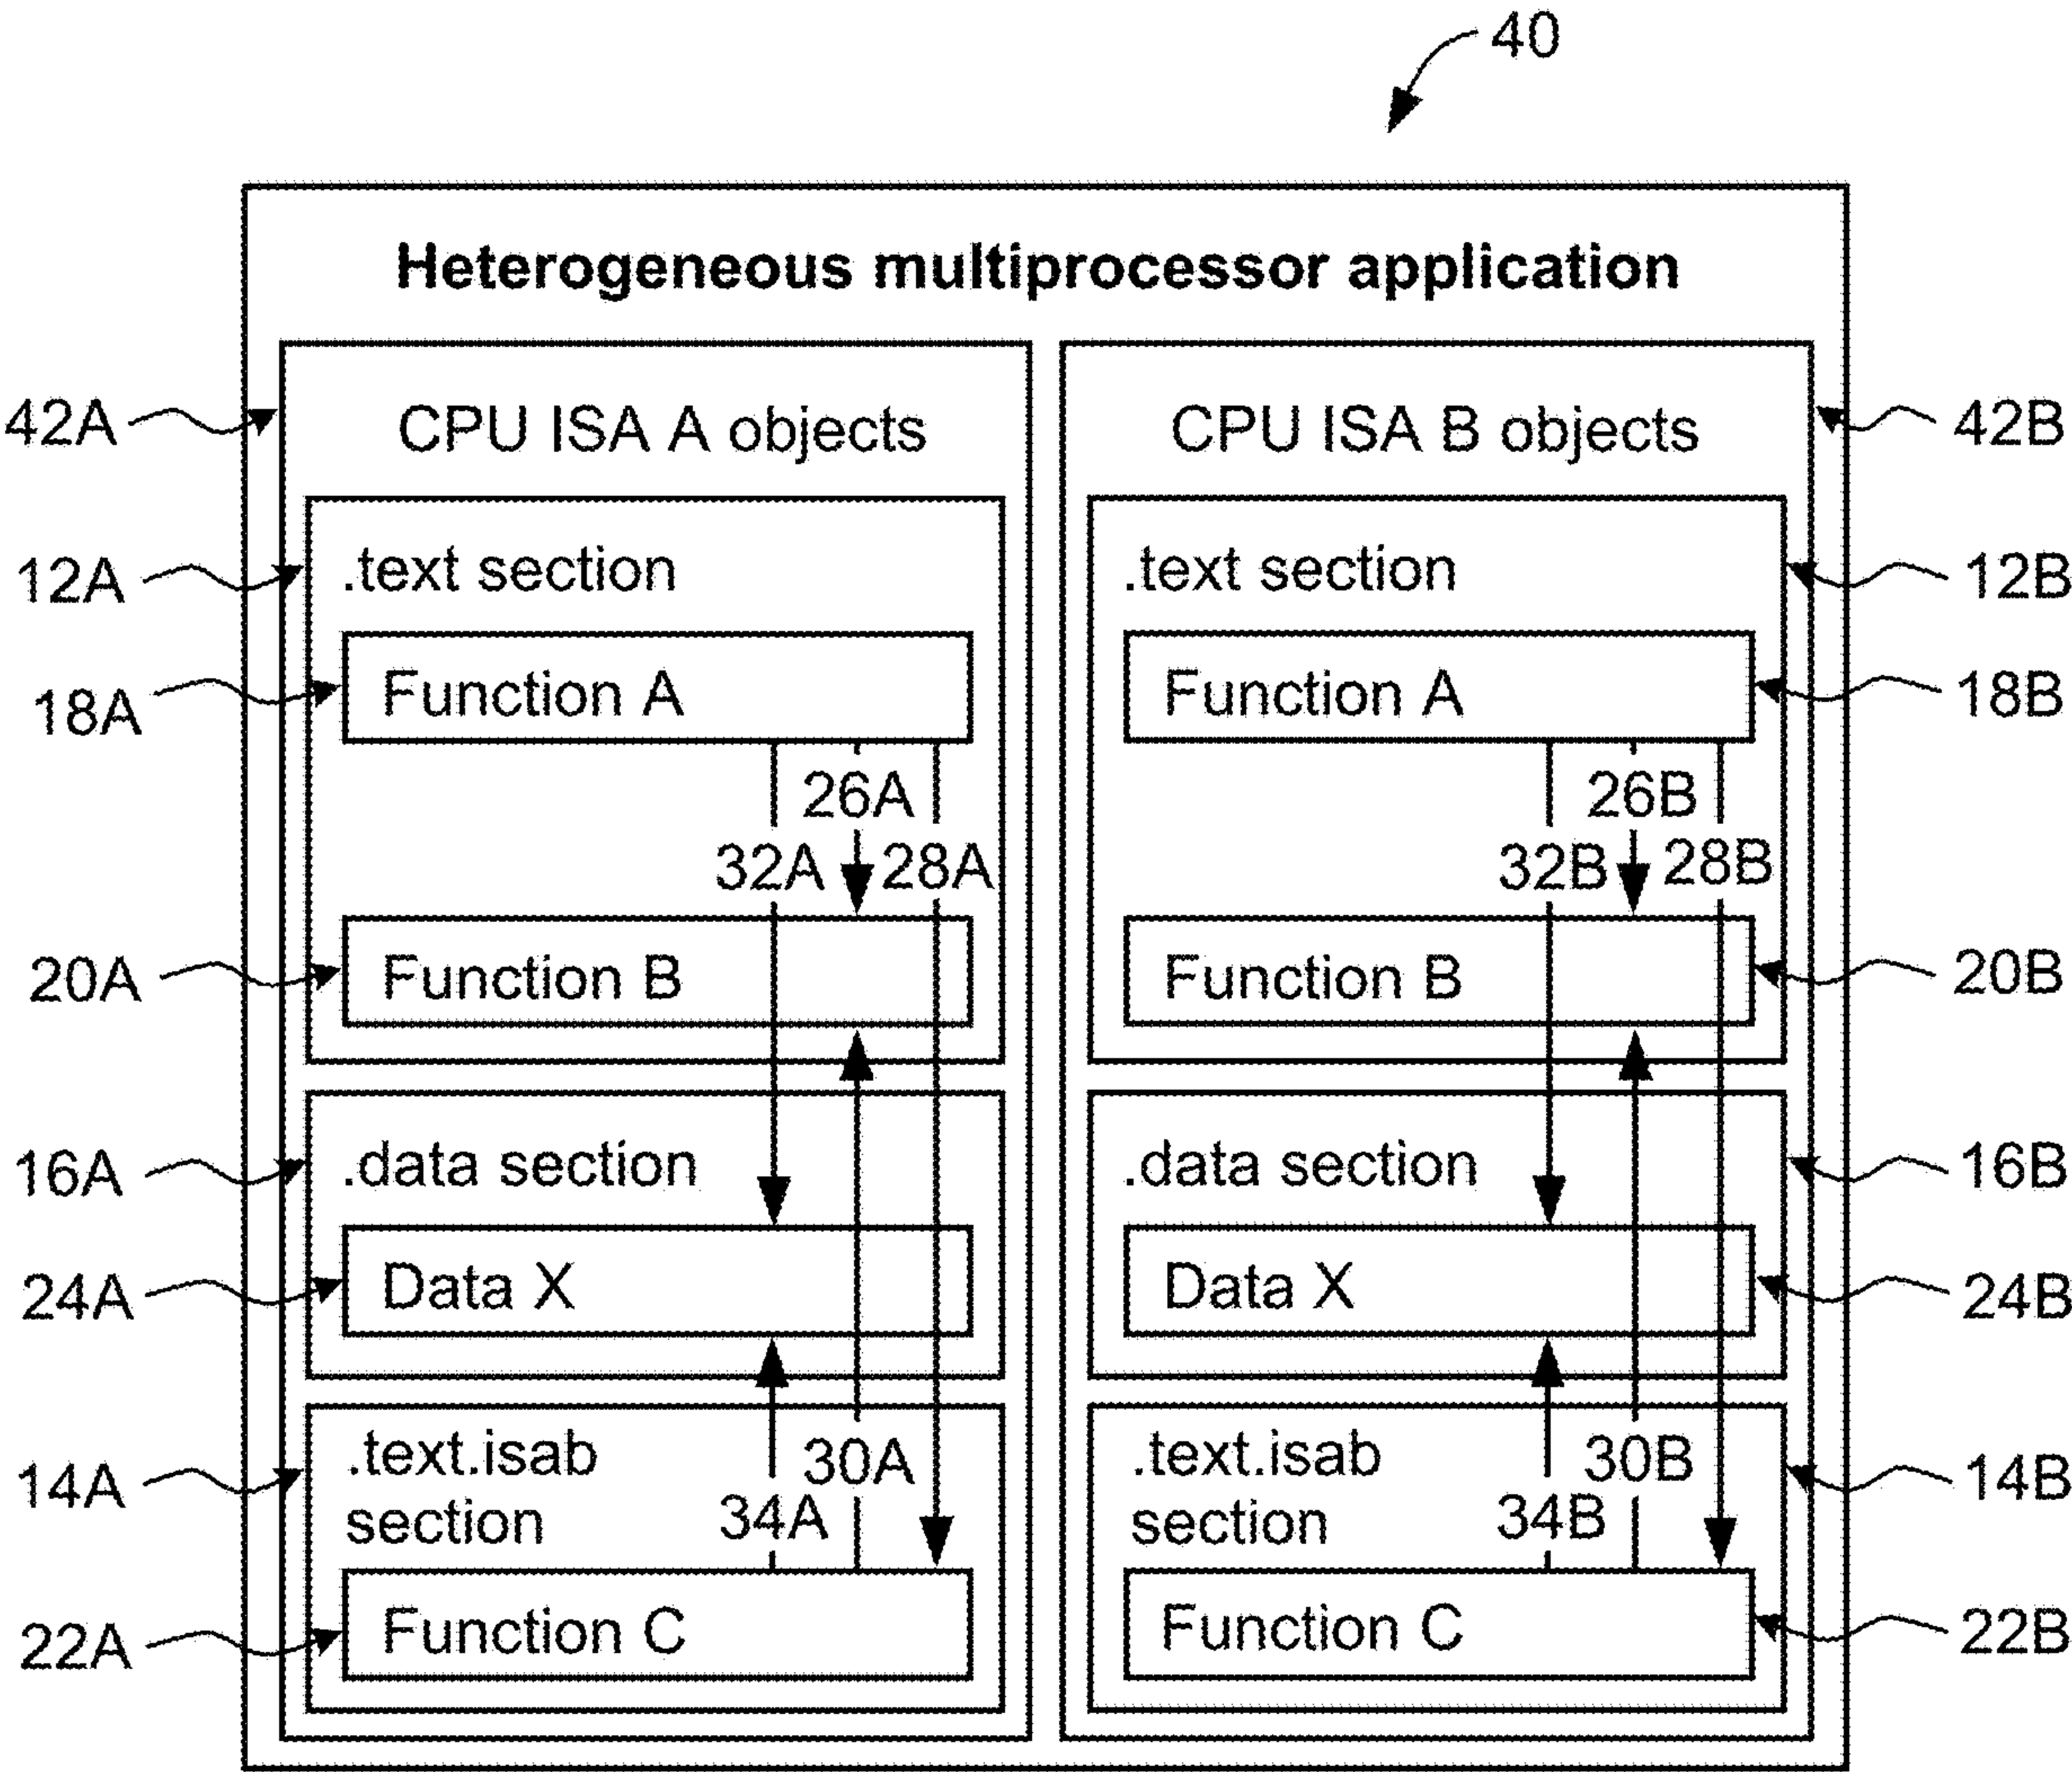 40
Heterogeneous multiprocessor application
42A
CPU ISA A objects
CPU ISA B objects
42B
12A
.text section
.text section
12B
18A
Function A
Function A
18B
26A
26B
32A
28A
32B
28B
20A
Function B
Function B
20B
16A
.data section
.data section
16B
24A
Data X
Data X
24B
14A
.text.isab
section
30A
34A
.text.isab
section
30B
34B
14B
22A
Function C
Function C
22B